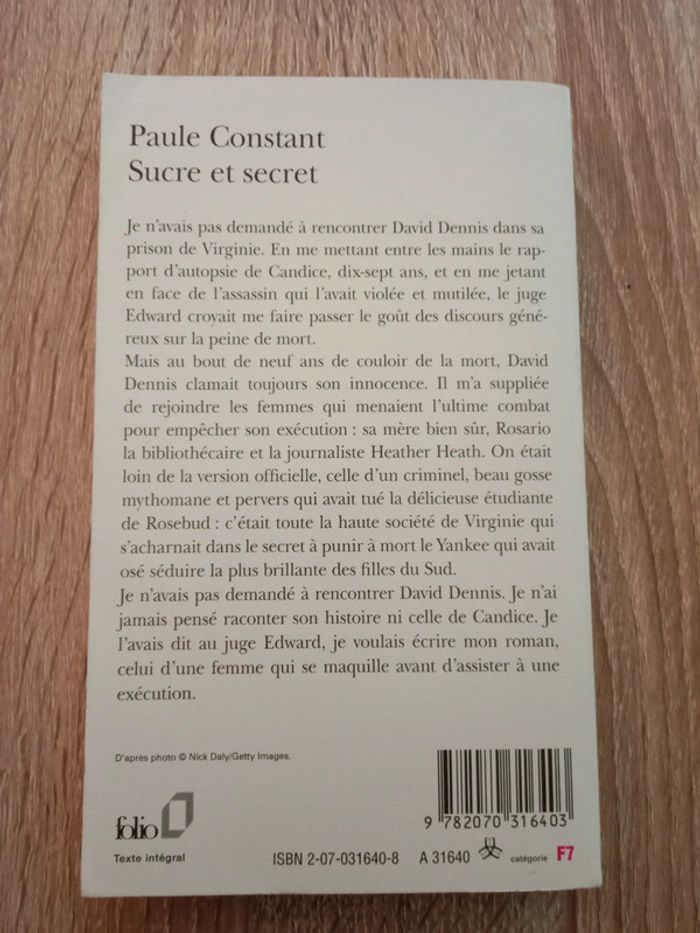 Paule Constant
Sucre et secret
Je n'avais pas demandé à rencontrer David Dennis dans sa
prison de Virginie. En me mettant entre les mains le rap-
port d'autopsie de Candice, dix-sept ans, et en me jetant
en face de l'assassin qui l'avait violée et mutilée, le juge
Edward croyait me faire passer le goût des discours géné-
reux sur la peine de mort.
Mais au bout de neuf ans de couloir de la mort, David
Dennis clamait toujours son innocence. Il m'a suppliée
de rejoindre les femmes qui menaient l'ultime combat
pour empêcher son exécution : sa mère bien sûr, Rosario
la bibliothécaire et la journaliste Heather Heath. On était
loin de la version officielle, celle d'un criminel, beau gosse
mythomane et pervers qui avait tué la délicieuse étudiante
de Rosebud : c'était toute la haute société de Virginie qui
s'acharnait dans le secret à punir à mort le Yankee qui avait
osé séduire la plus brillante des filles du Sud.
Je n'avais pas demandé à rencontrer David Dennis. Je n'ai
jamais pensé raconter son histoire ni celle de Candice. Je
l'avais dit au juge Edward, je voulais écrire mon roman,
celui d'une femme qui se maquille avant d'assister à une
exécution.
D'après photo © Nick Daly/Getty Images.
9 782070 316403
folio
Texte intégral
ISBN 2-07-031640-8 A 31640 catégorie F7